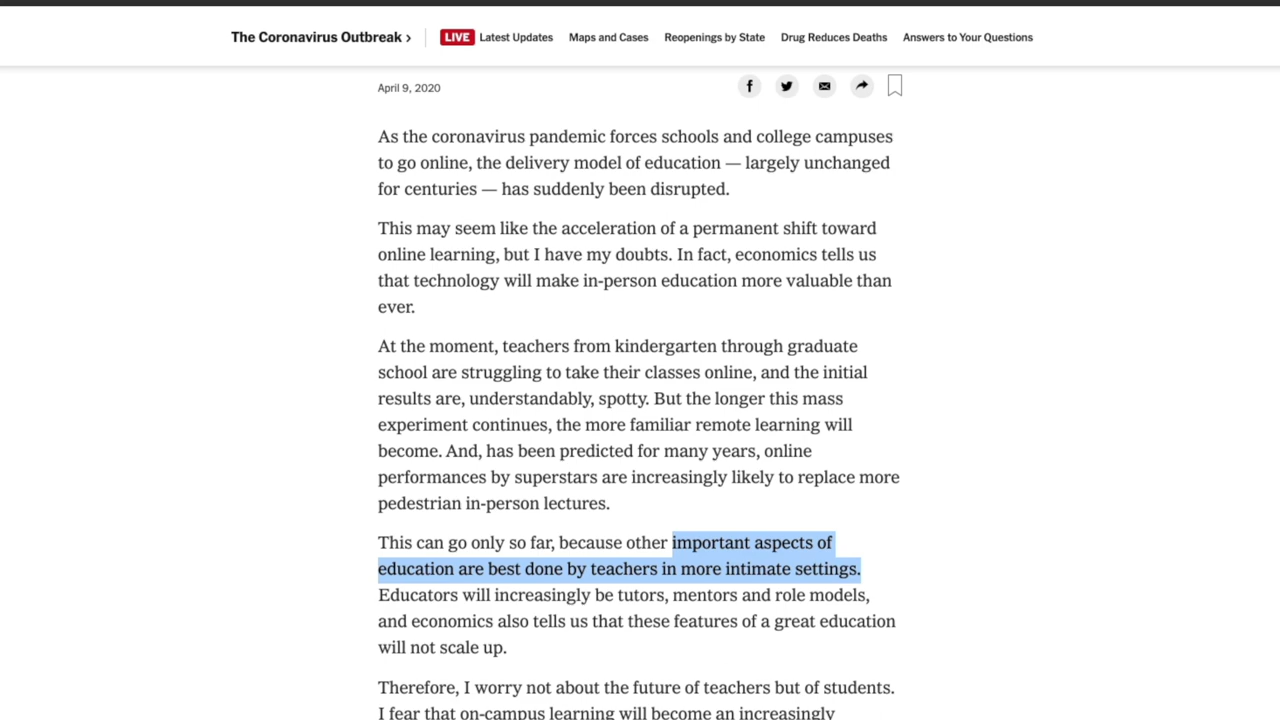 The Coronavirus Outbreak ›
LIVE Latest Updates
Maps and Cases
Reopenings by State
Drug Reduces Deaths
Answers to Your Questions
April 9, 2020
As the coronavirus pandemic forces schools and college campuses
to go online, the delivery model of education — largely unchanged
for centuries — has suddenly been disrupted.
This may seem like the acceleration of a permanent shift toward
online learning, but I have my doubts. In fact, economics tells us
that technology will make in-person education more valuable than
ever.
At the moment, teachers from kindergarten through graduate
school are struggling to take their classes online, and the initial
results are, understandably, spotty. But the longer this mass
experiment continues, the more familiar remote learning will
become. And, has been predicted for many years, online
performances by superstars are increasingly likely to replace more
pedestrian in-person lectures.
This can go only so far, because other important aspects of
education are best done by teachers in more intimate settings.
Educators will increasingly be tutors, mentors and role models,
and economics also tells us that these features of a great education
will not scale up.
Therefore, I worry not about the future of teachers but of students.
I fear that on-campus learning will become an increasingly